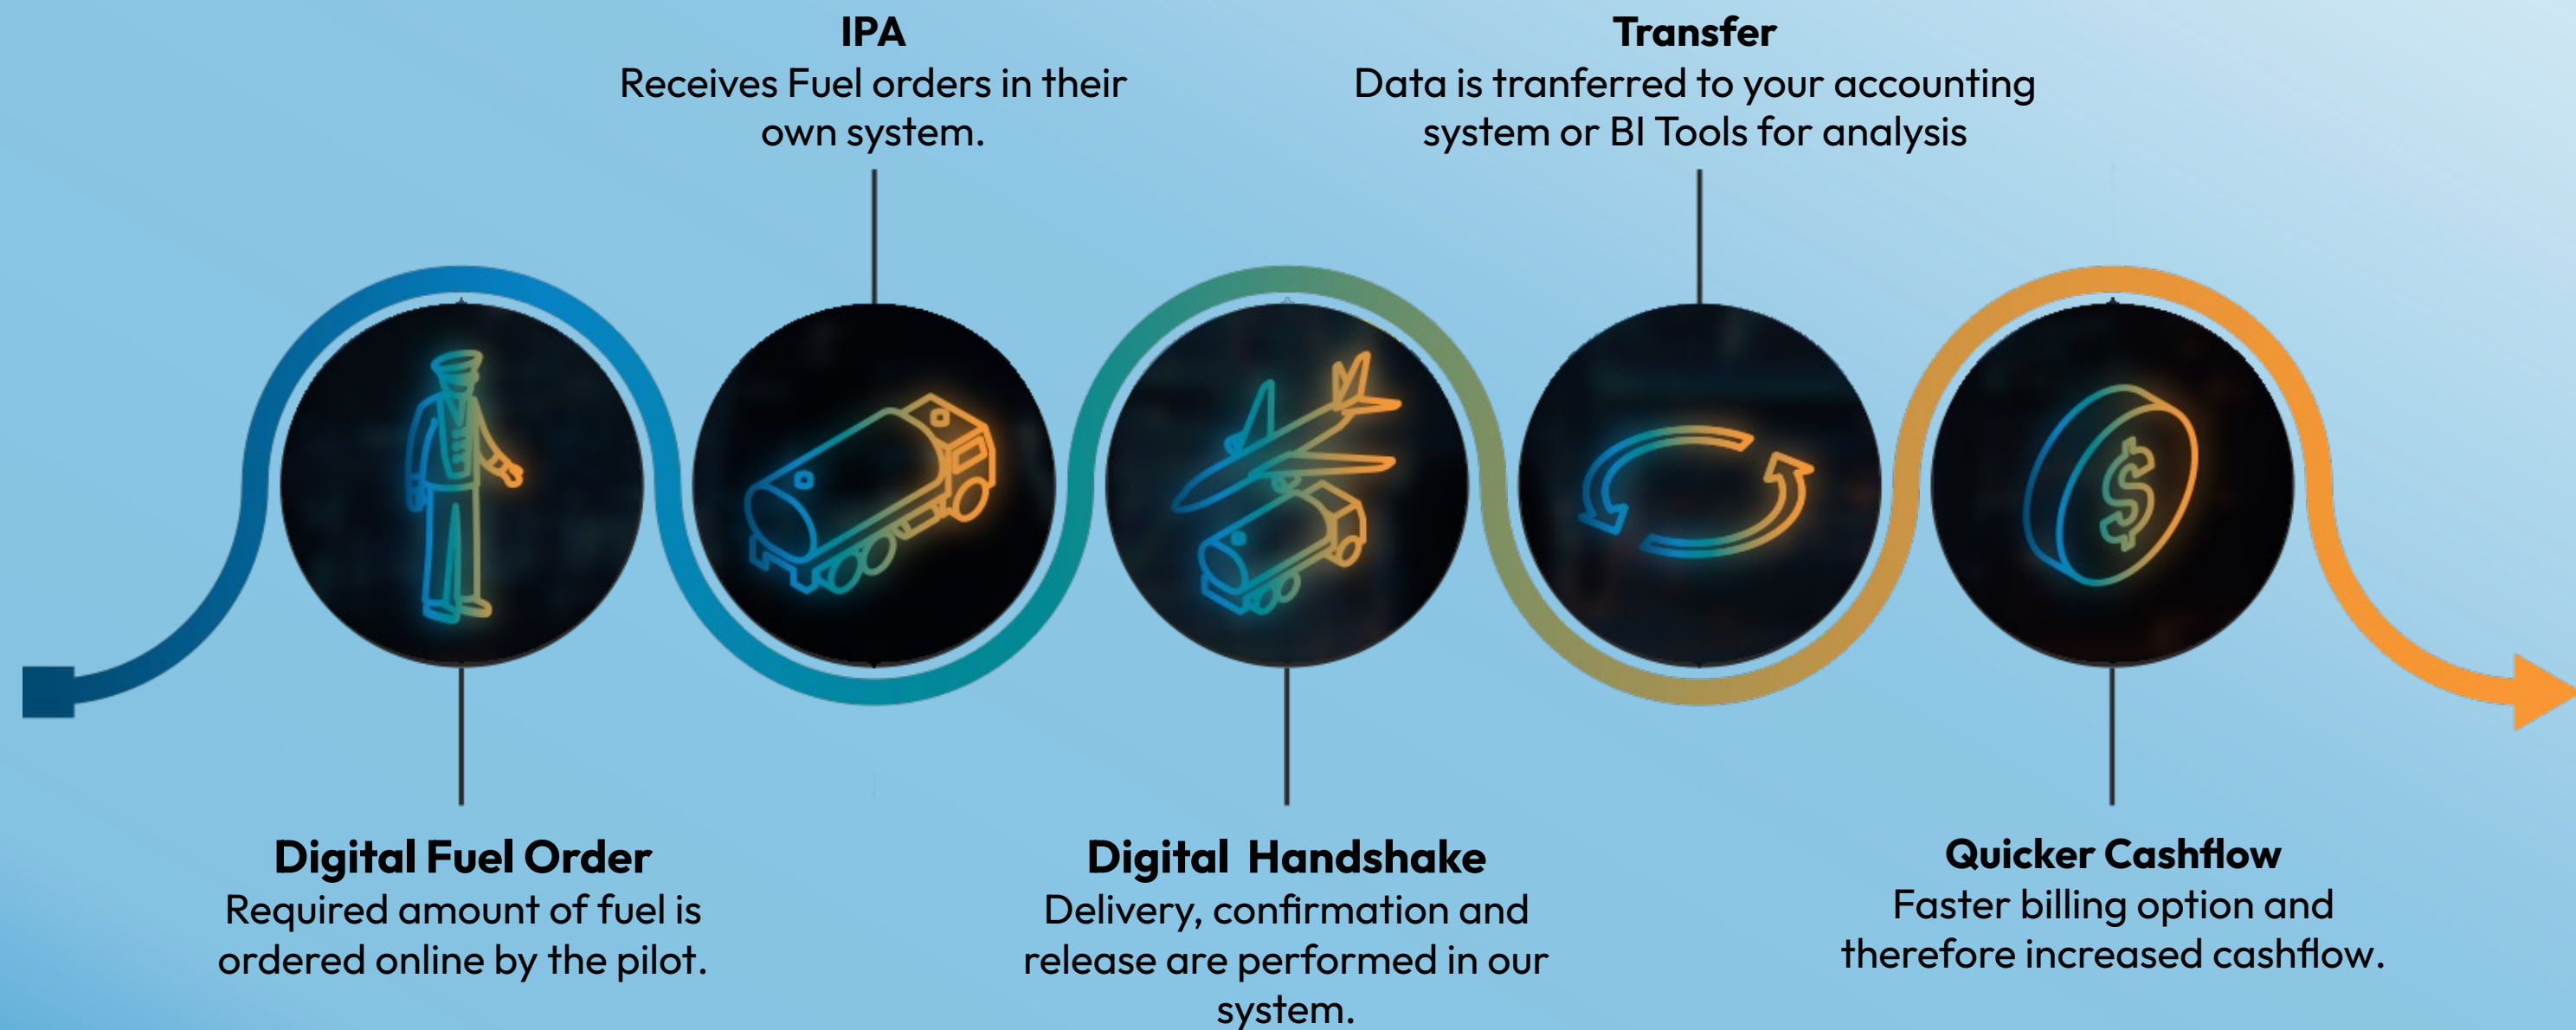 IPA
Receives Fuel orders in their
own system.
Transfer
Data is tranferred to your accounting
system or BI Tools for analysis
Digital Fuel Order
Required amount of fuel is
ordered online by the pilot.
Digital  Handshake
Delivery, confirmation and
release are performed in our
system.
Quicker Cashflow
Faster billing option and
therefore increased cashflow.